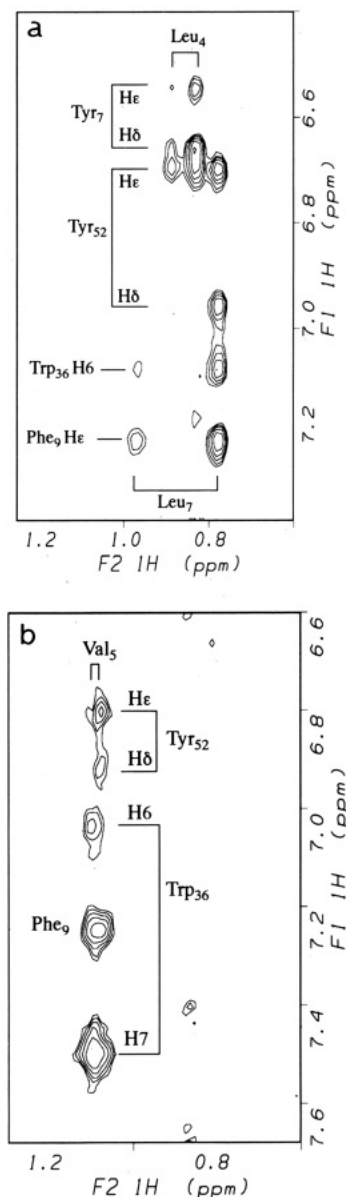 a
Leu4
Tyr7
Hε
Hδ
Tyr52
Hε
Hδ
Trp36 H6
Phe9 Hε
Leu7
6.6
6.8
7.0
7.2
F1 1H (ppm)
1.2 1.0 0.8
F2 1H (ppm)
b
Val5
Hε
Hδ
Tyr52
H6
Trp36
Phe9
H7
6.6
6.8
7.0
7.2
7.4
7.6
F1 1H (ppm)
1.2 0.8
F2 1H (ppm)